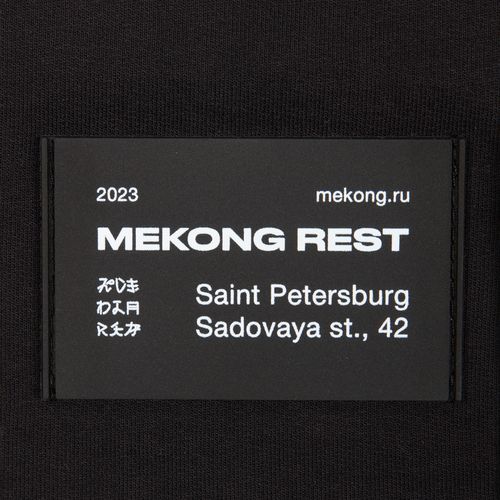 2023
mekong.ru
MEKONG REST
Saint Petersburg
Sadovaya st., 42